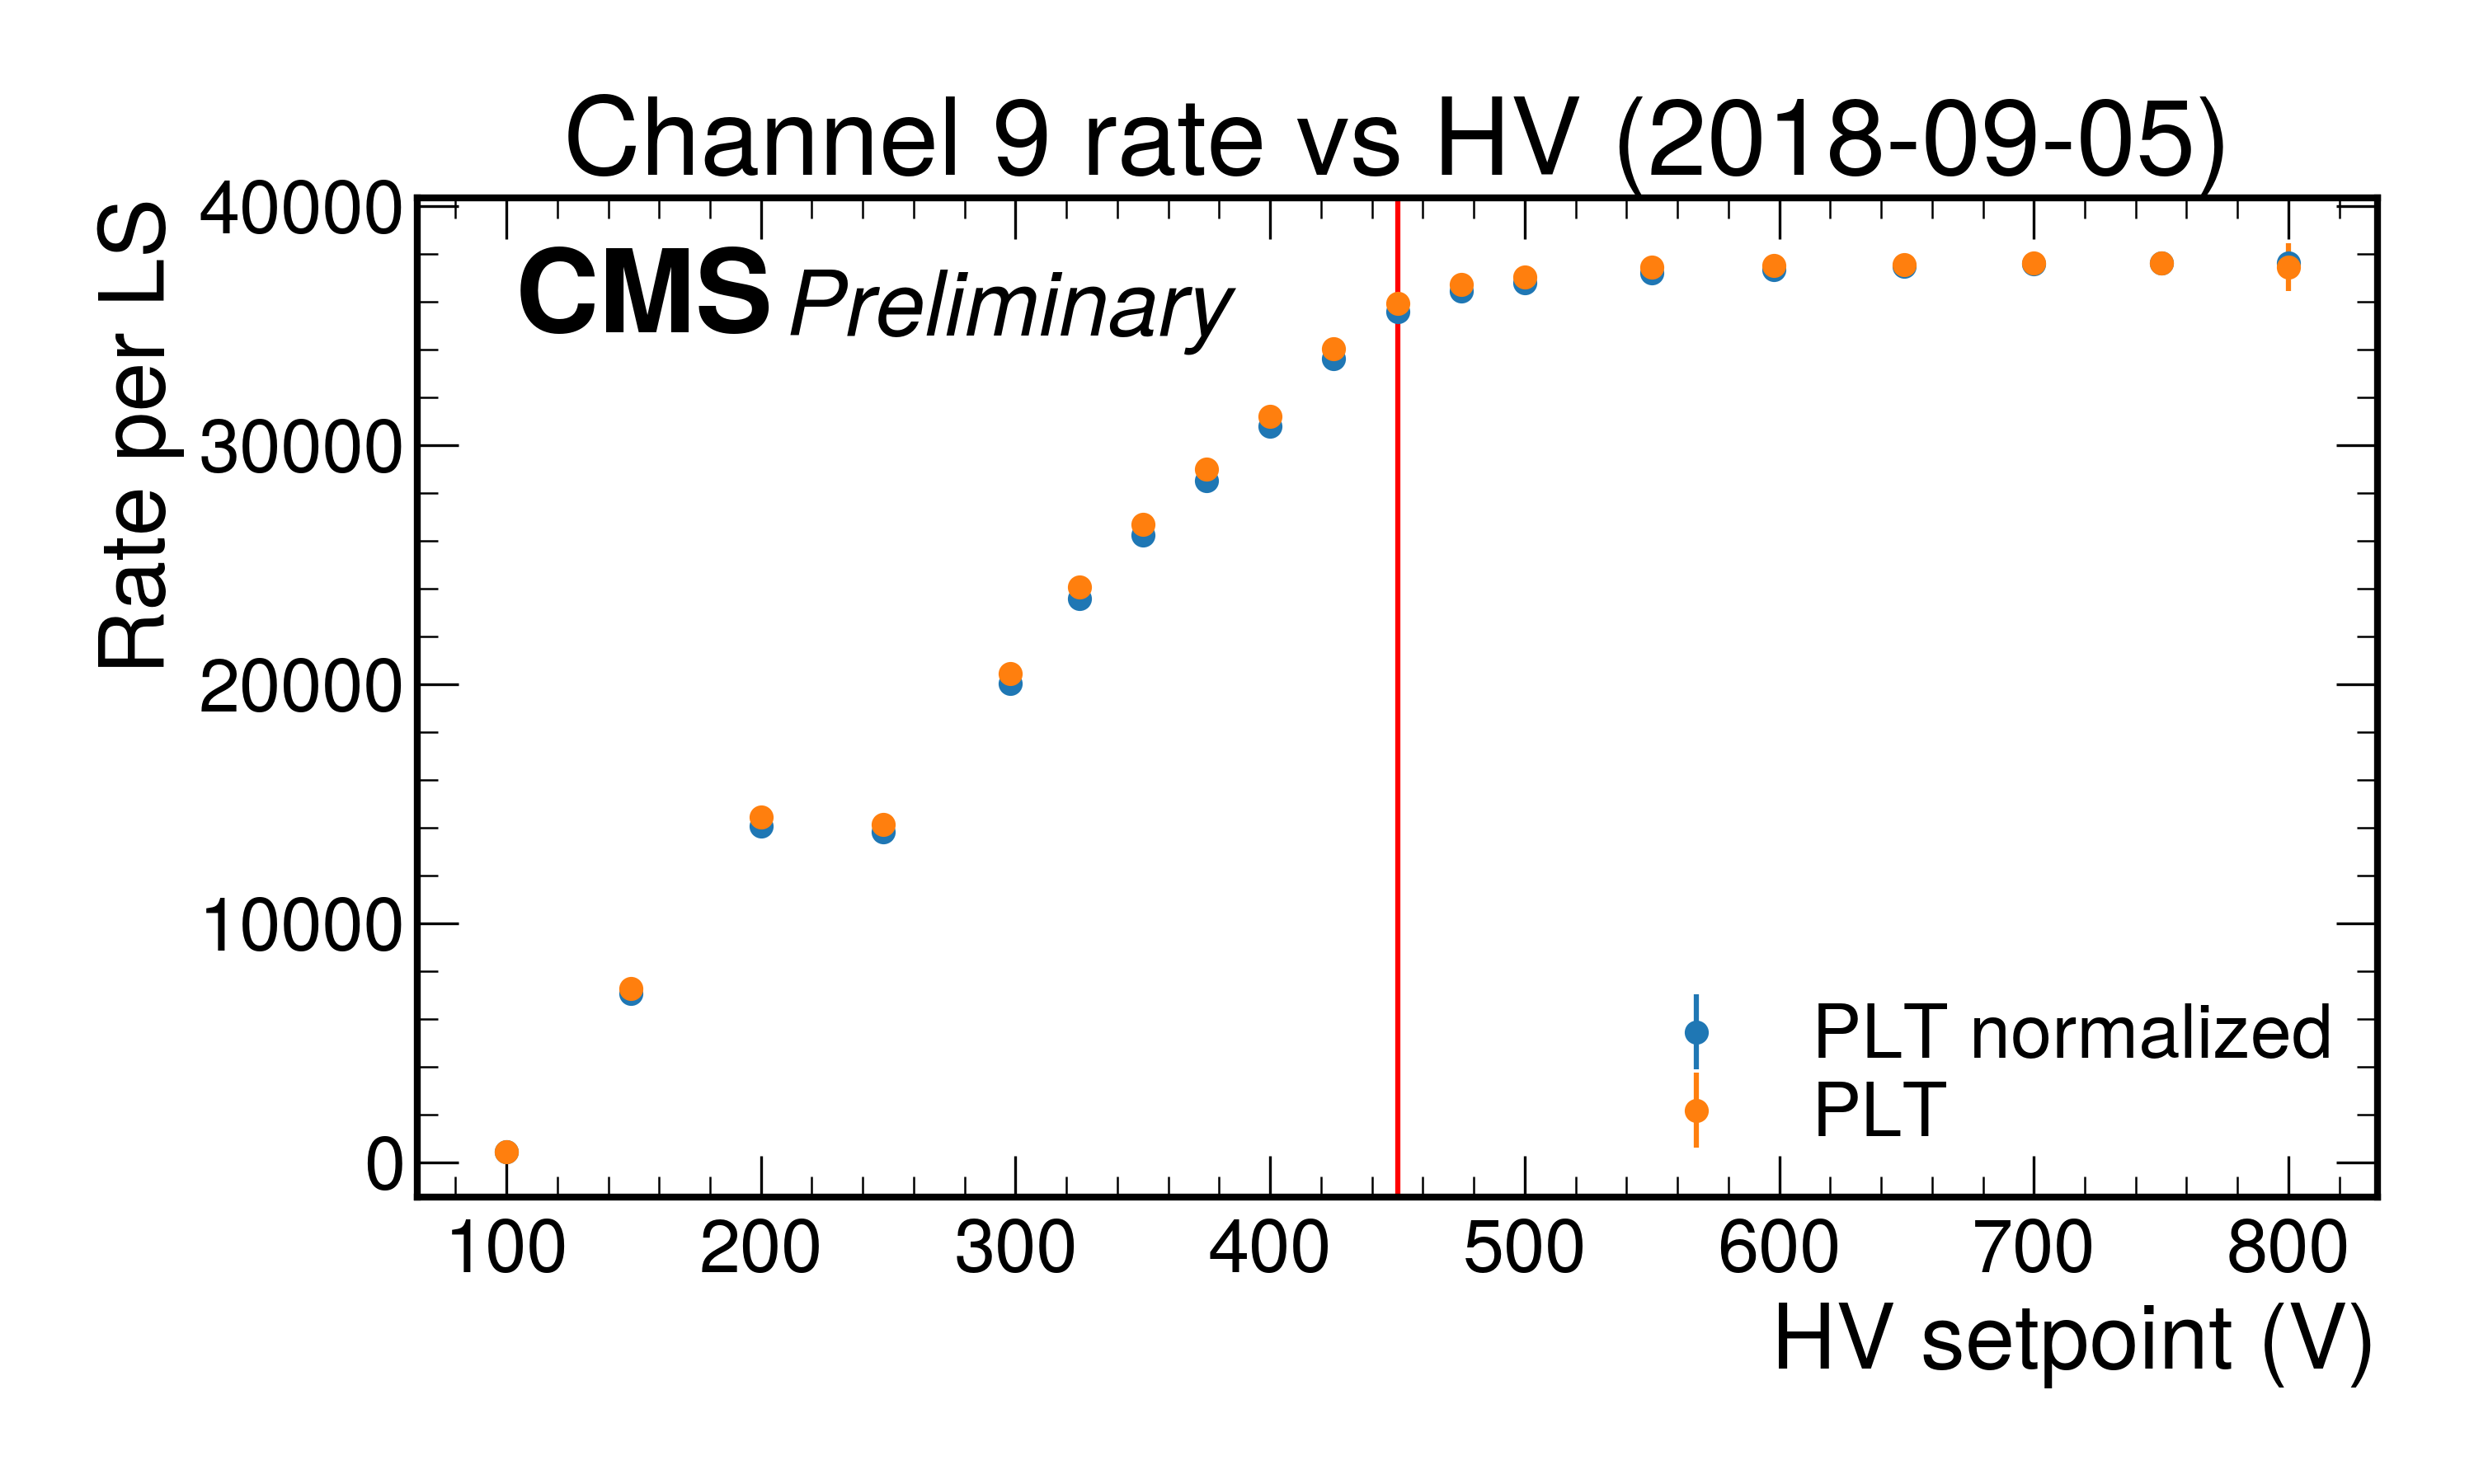 Channel 9 rate vs HV (2018-09-05)
CMS Preliminary
Rate per LS
40000
30000
20000
10000
0
PLT normalized
PLT
100 200 300 400 500 600 700 800
HV setpoint (V)